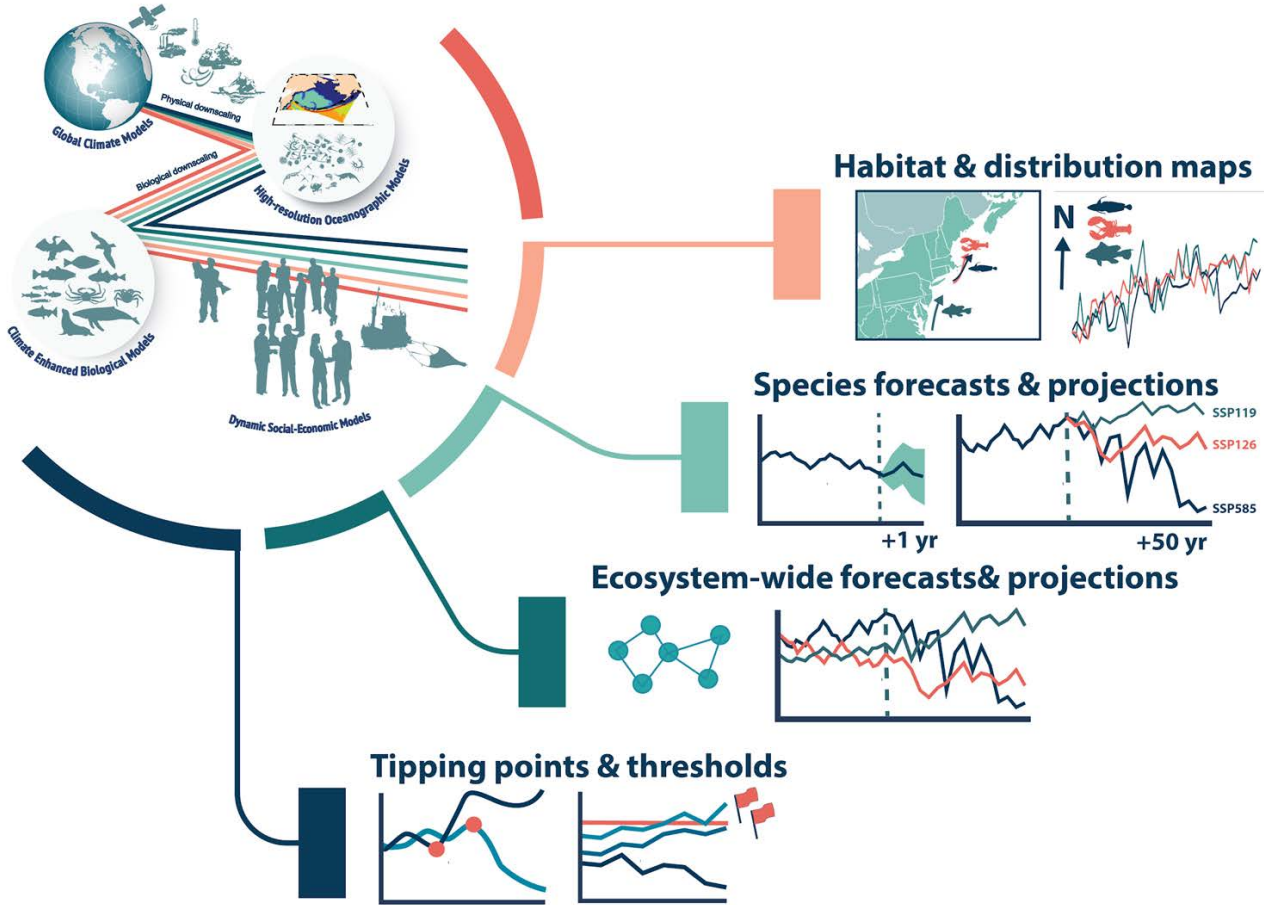 Physical downscaling
Global Climate Models
Biological downscaling
High-resolution Oceanographic Models
Climate Enhanced Biological Models
Dynamic Social-Economic Models
Habitat & distribution maps
N
Species forecasts & projections
SSP119
SSP126
SSP585
+1 yr
+50 yr
Ecosystem-wide forecasts& projections
Tipping points & thresholds